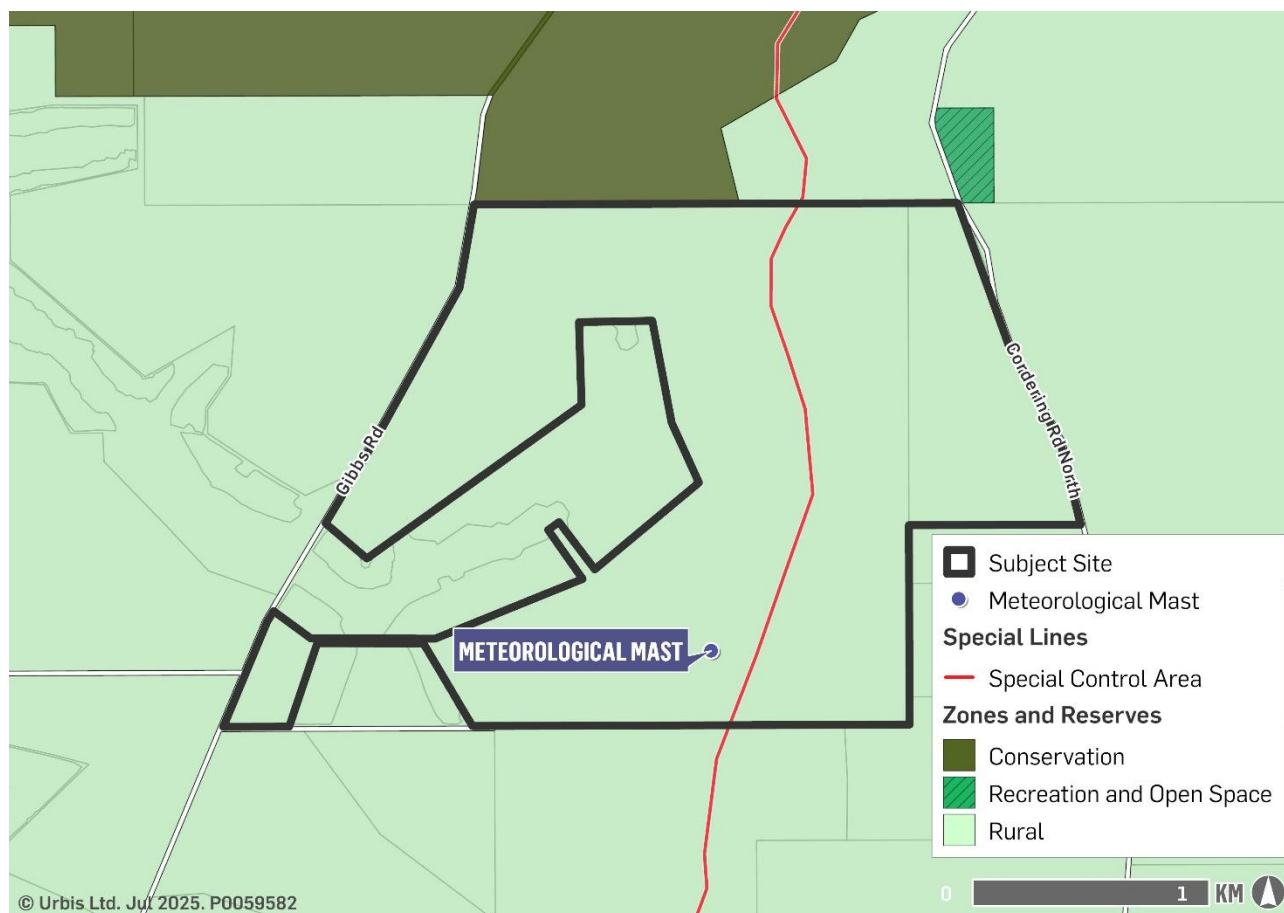 Gibbs Rd
Cordering Rd North
METEOROLOGICAL MAST
Subject Site
Meteorological Mast
Special Lines
Special Control Area
Zones and Reserves
Conservation
Recreation and Open Space
Rural
0 1 KM
© Urbis Ltd. Jul 2025. P0059582